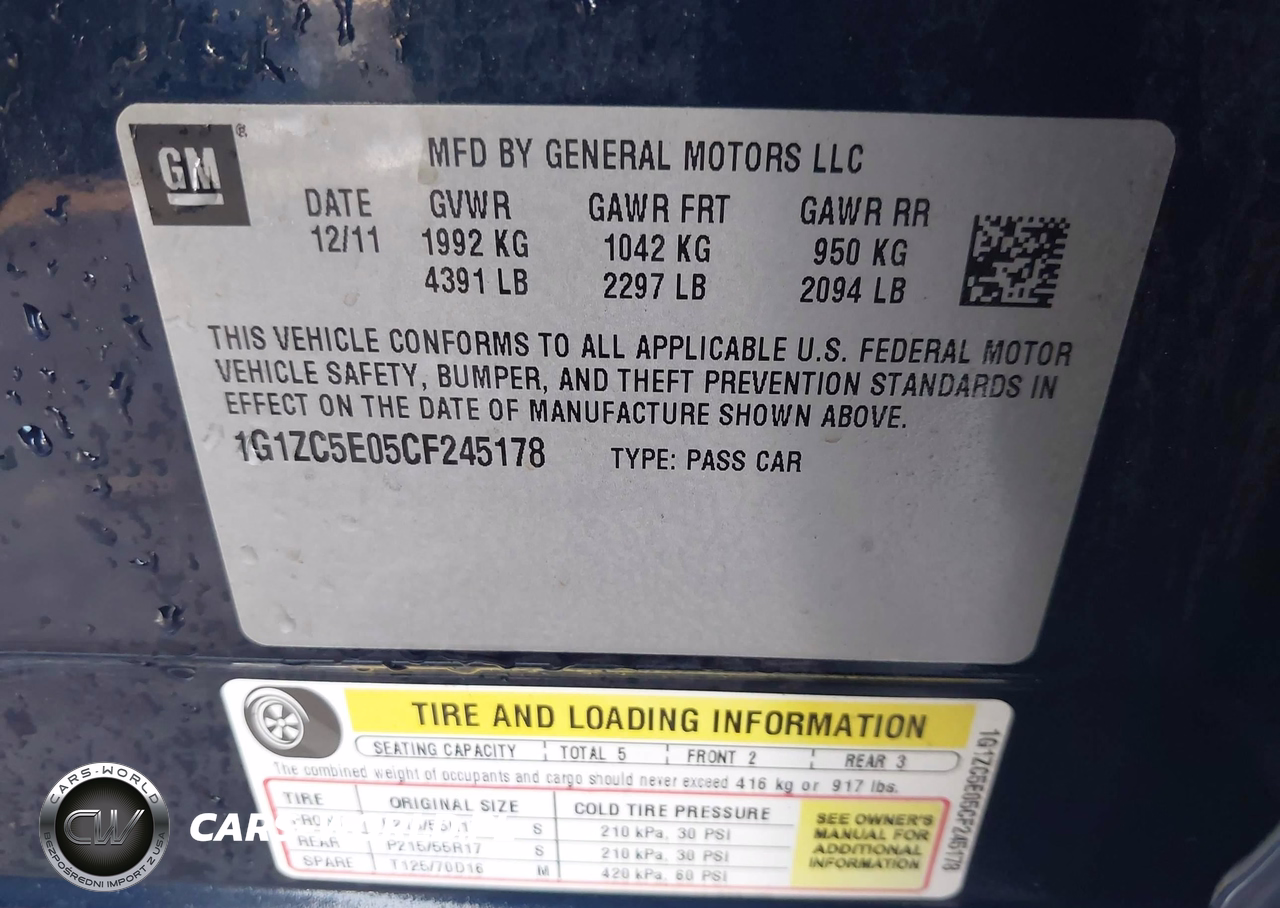 GM ®
MFD BY GENERAL MOTORS LLC
DATE GVWR GAWR FRT GAWR RR
12/11 1992 KG 1042 KG 950 KG
4391 LB 2297 LB 2094 LB
THIS VEHICLE CONFORMS TO ALL APPLICABLE U.S. FEDERAL MOTOR
VEHICLE SAFETY, BUMPER, AND THEFT PREVENTION STANDARDS IN
EFFECT ON THE DATE OF MANUFACTURE SHOWN ABOVE.
1G1ZC5E05CF245178 TYPE: PASS CAR
TIRE AND LOADING INFORMATION
SEATING CAPACITY TOTAL 5 FRONT 2 REAR 3
The combined weight of occupants and cargo should never exceed 416 kg or 917 lbs.
TIRE ORIGINAL SIZE COLD TIRE PRESSURE
S 210 kPa, 30 PSI
REAR P215/55R17 S 210 kPa, 30 PSI
SPARE T125/70D16 M 420 kPa, 60 PSI
SEE OWNER'S
MANUAL FOR
ADDITIONAL
INFORMATION
1G1ZC5E05CF245178
CARS-WORLD
CW
BEZPOŚREDNI IMPORT Z USA